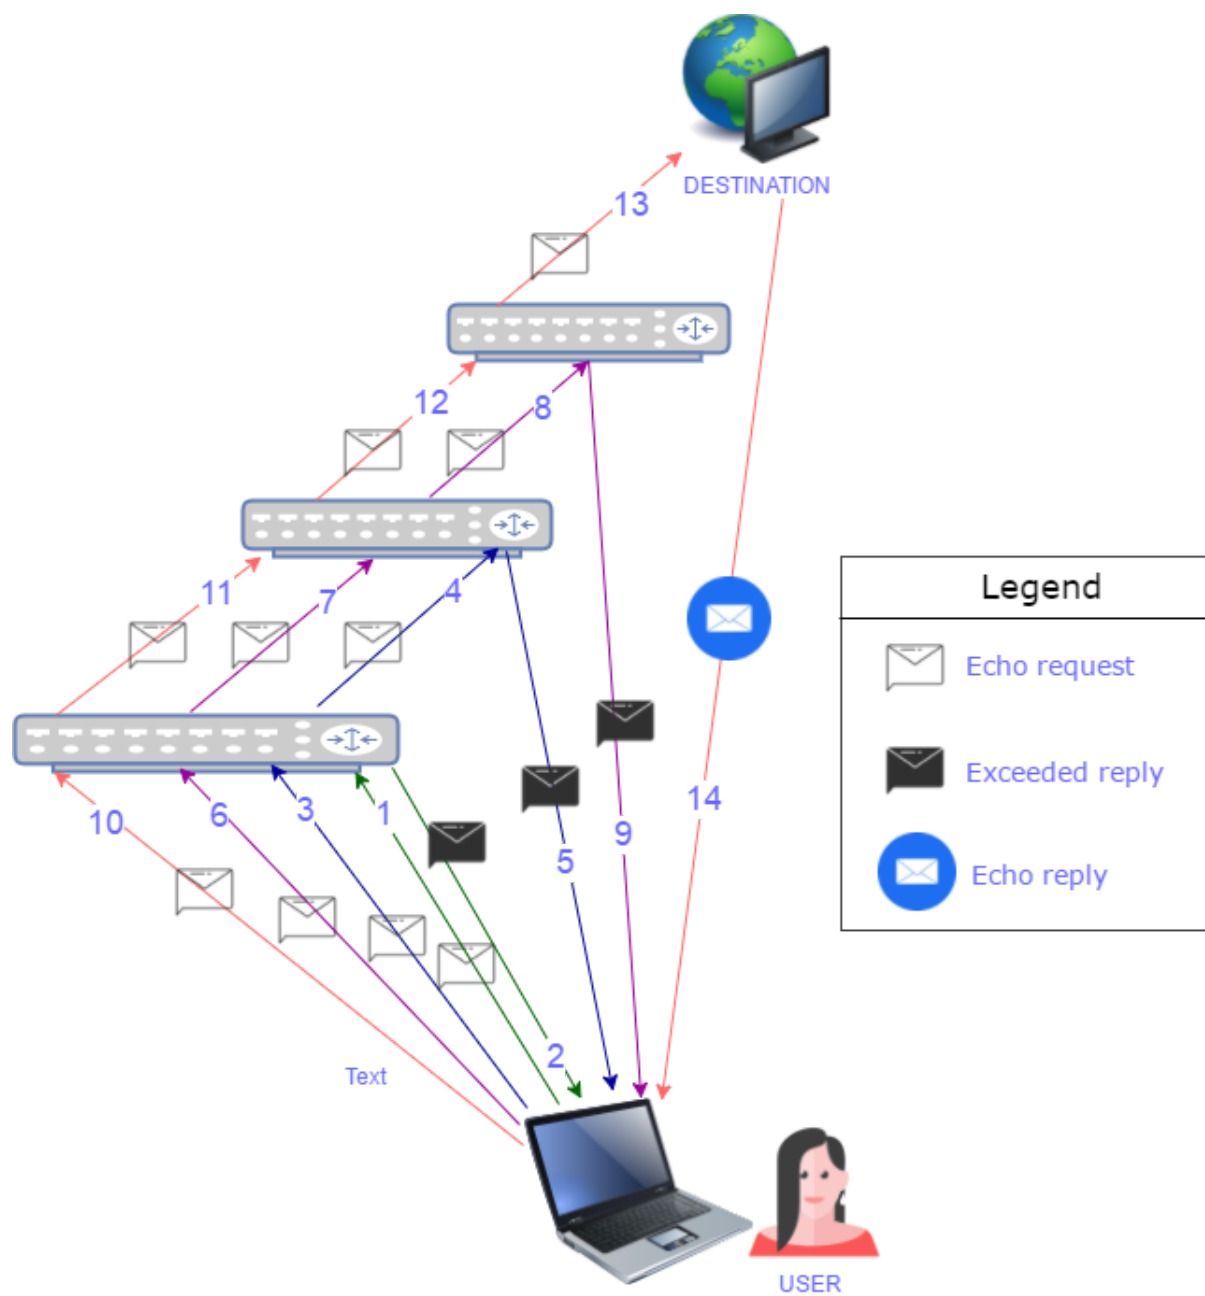 DESTINATION
13
12
8
11
7
4
Legend
Echo request
Exceeded reply
Echo reply
10
6
3
1
5
9
14
2
Text
USER